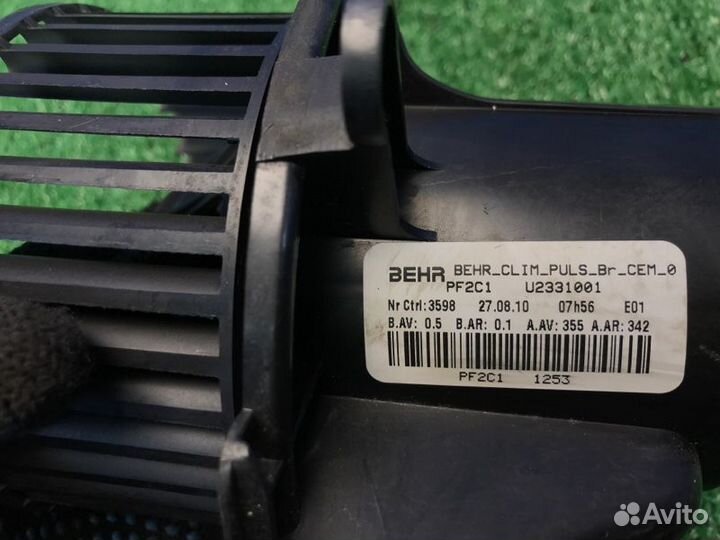 BEHR BEHR_CLIM_PULS_Br_CEM_0
PF2C1 U2331001
Nr Ctrl:3598 27.08.10 07h56 E01
B.AV: 0.5 B.AR: 0.1 A.AV: 355 A.AR: 342
PF2C1 1253
Avito